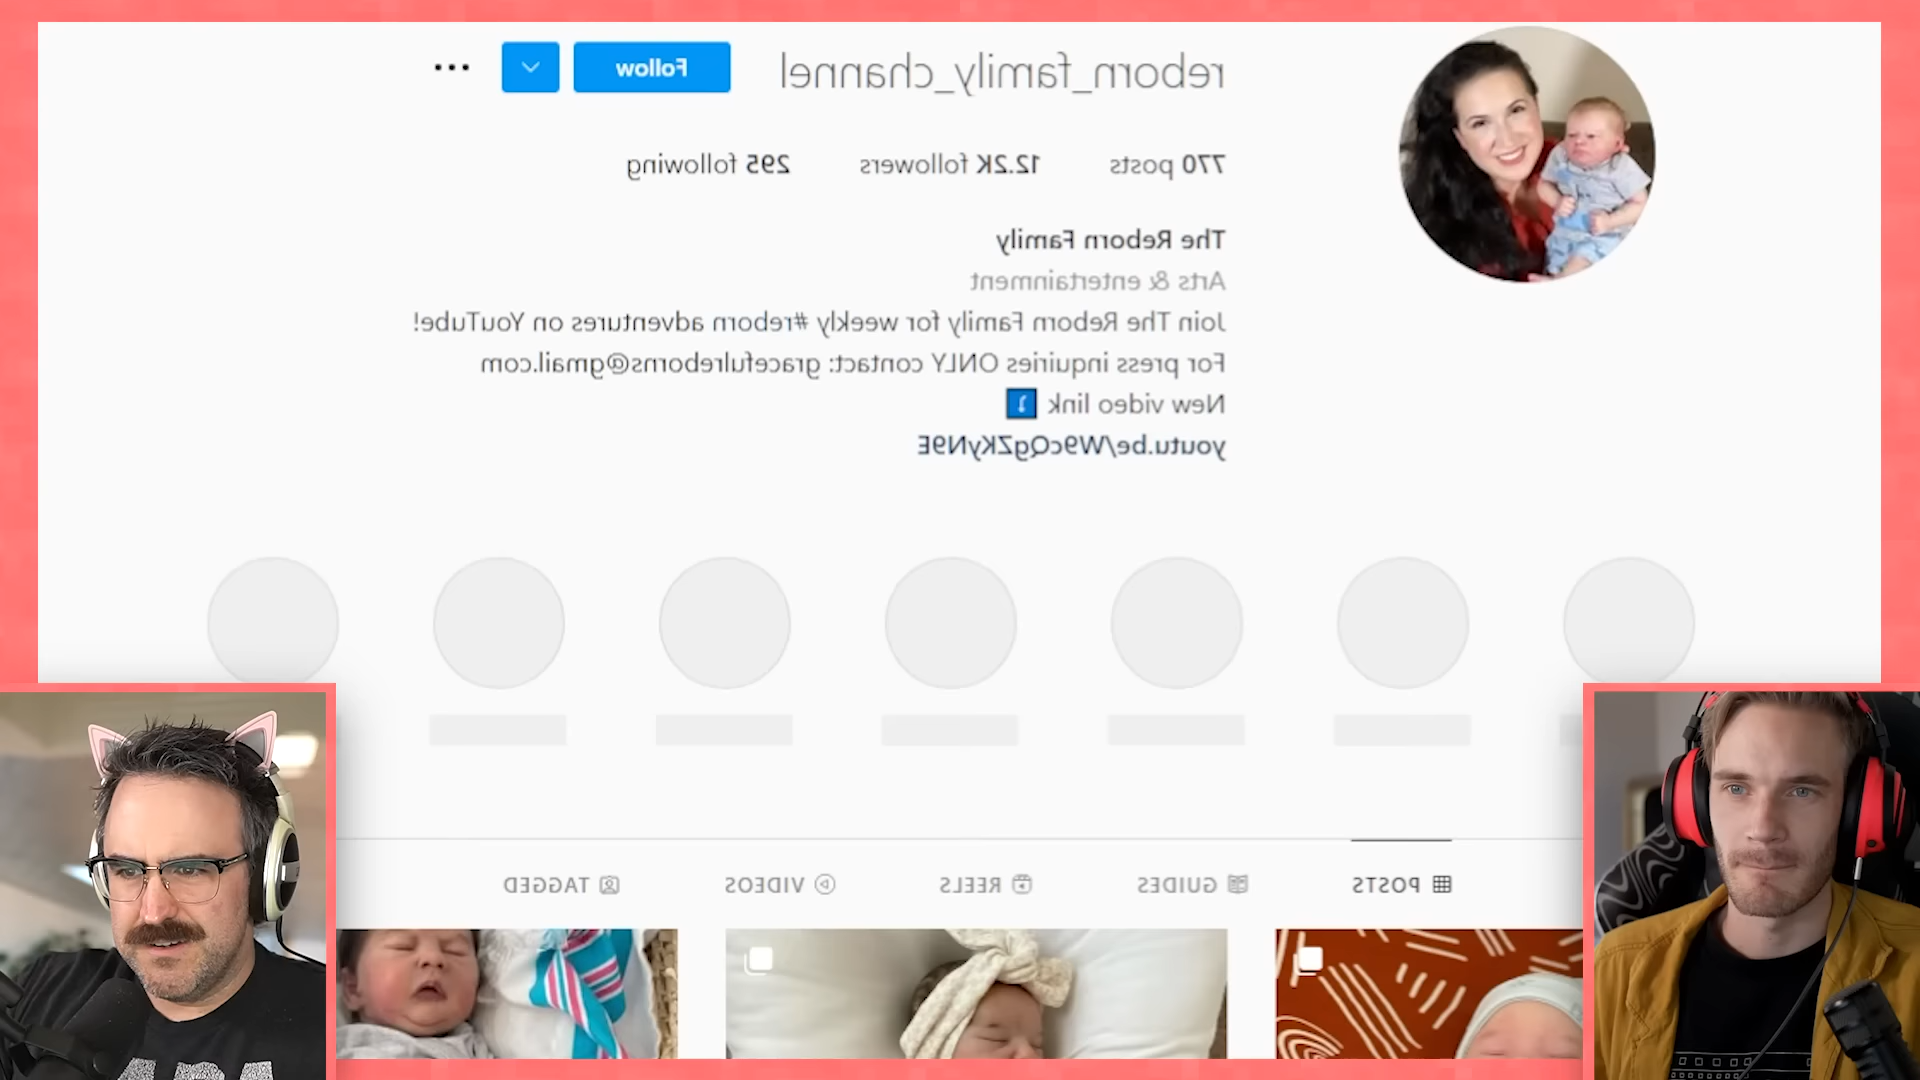 reborn_family_channel
Follow
770 posts
12.2K followers
295 following
The Reborn Family
Arts & entertainment
Join The Reborn Family for weekly #reborn adventures on YouTube!
For press inquiries ONLY contact: gracefulreborns@gmail.com
New video link
youtu.be/W9cQgZKyN9E
POSTS
GUIDES
REELS
VIDEOS
TAGGED